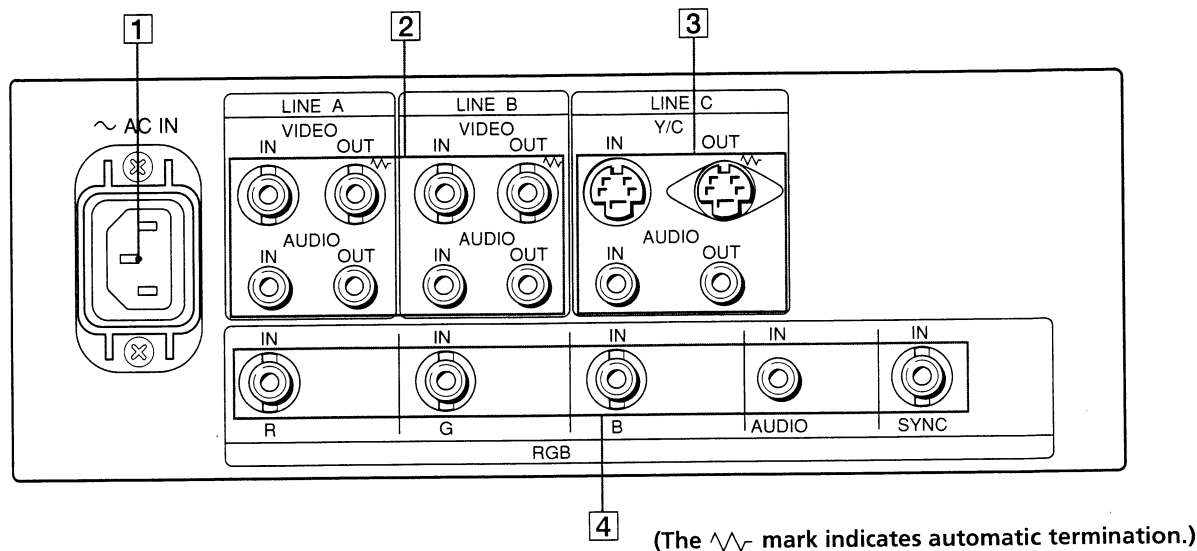 1 2 3
LINE A LINE B LINE C
∼ AC IN VIDEO VIDEO Y/C
IN OUT IN OUT IN OUT
AUDIO AUDIO AUDIO
IN OUT IN OUT IN OUT
IN IN IN IN IN
R G B AUDIO SYNC
RGB
4
(The mark indicates automatic termination.)